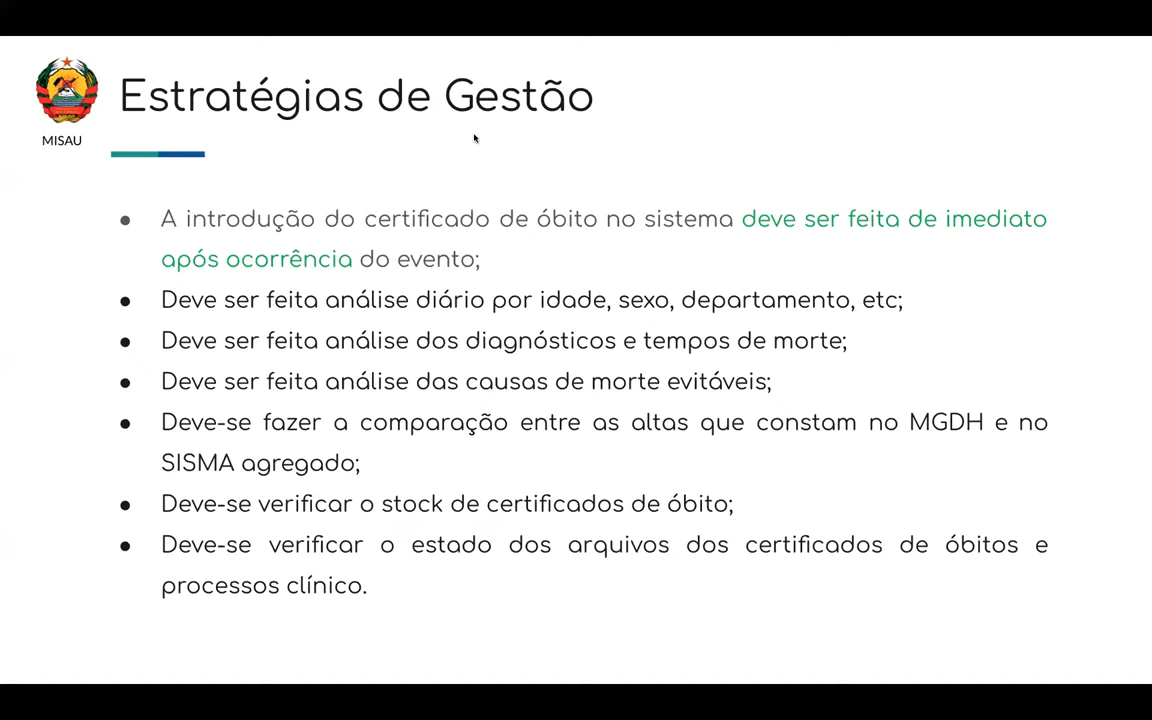 Estratégias de Gestão
MISAU
● A introdução do certificado de óbito no sistema deve ser feita de imediato
após ocorrência do evento;
● Deve ser feita análise diário por idade, sexo, departamento, etc;
● Deve ser feita análise dos diagnósticos e tempos de morte;
● Deve ser feita análise das causas de morte evitáveis;
● Deve-se fazer a comparação entre as altas que constam no MGDH e no
SISMA agregado;
● Deve-se verificar o stock de certificados de óbito;
● Deve-se verificar o estado dos arquivos dos certificados de óbitos e
processos clínico.